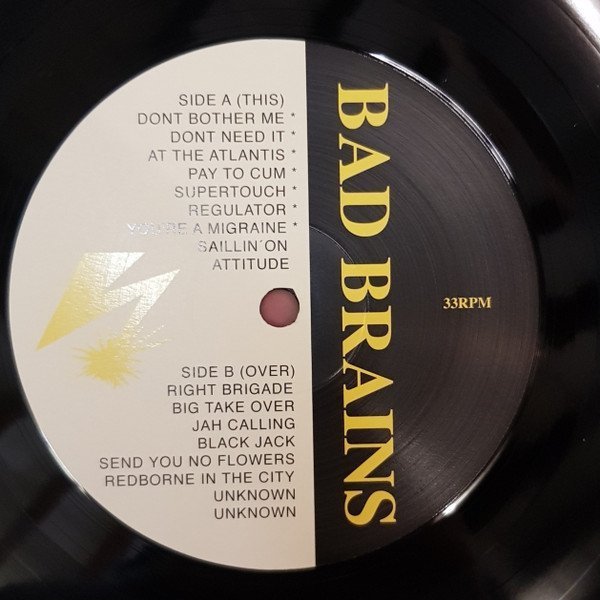 SIDE A (THIS)
DONT BOTHER ME *
DONT NEED IT *
AT THE ATLANTIS *
PAY TO CUM *
SUPERTOUCH *
REGULATOR *
YOU'RE A MIGRAINE *
SAILLIN´ON
ATTITUDE
SIDE B (OVER)
RIGHT BRIGADE
BIG TAKE OVER
JAH CALLING
BLACK JACK
SEND YOU NO FLOWERS
REDBORNE IN THE CITY
UNKNOWN
UNKNOWN
BAD BRAINS
33RPM